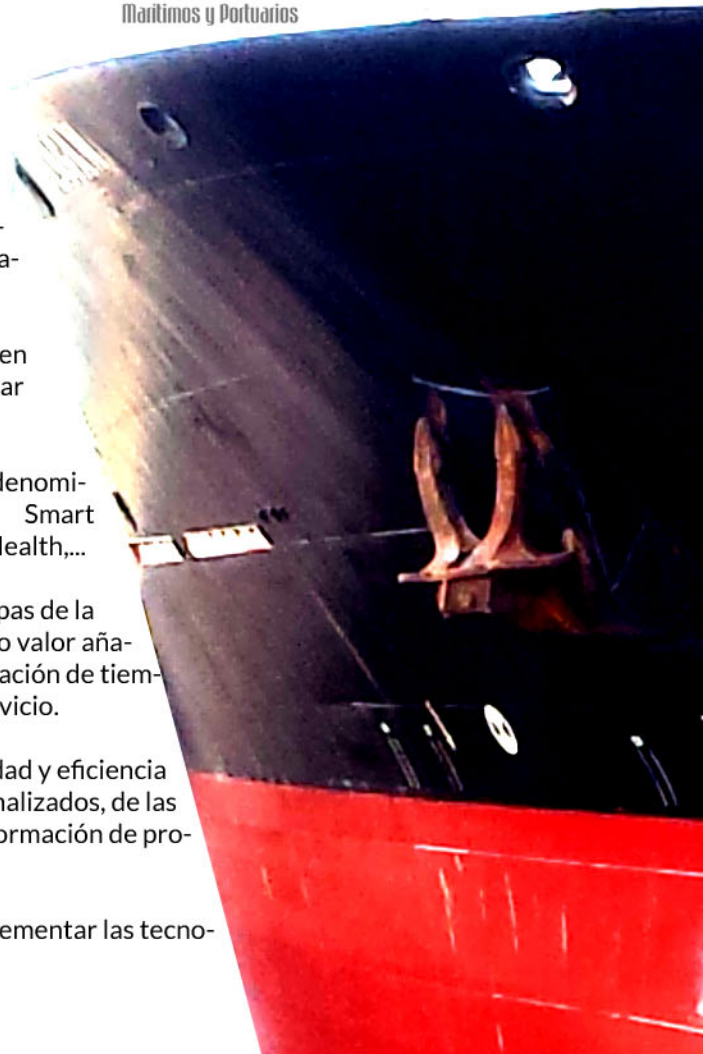 Marítimos y Portuarios
-
a-
en
ar
denomi-
Smart
Health,...
pas de la
o valor aña-
ación de tiem-
vicio.
dad y eficiencia
nalizados, de las
ormación de pro-
ementar las tecno-